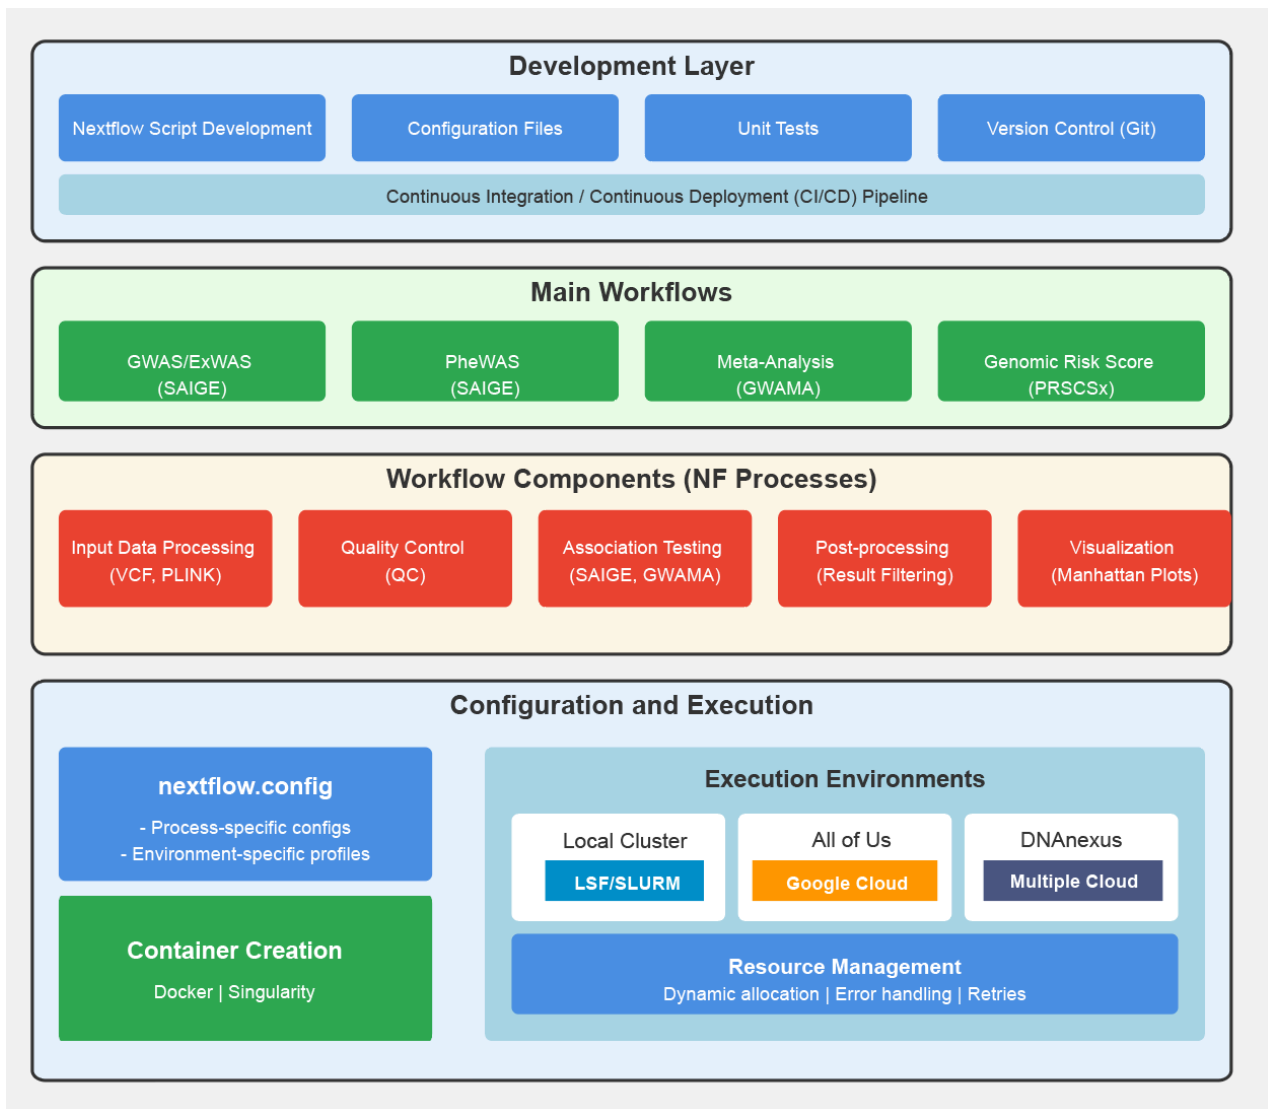 Development Layer
Nextflow Script Development
Configuration Files
Unit Tests
Version Control (Git)
Continuous Integration / Continuous Deployment (CI/CD) Pipeline
Main Workflows
GWAS/ExWAS
(SAIGE)
PheWAS
(SAIGE)
Meta-Analysis
(GWAMA)
Genomic Risk Score
(PRSCSx)
Workflow Components (NF Processes)
Input Data Processing
(VCF, PLINK)
Quality Control
(QC)
Association Testing
(SAIGE, GWAMA)
Post-processing
(Result Filtering)
Visualization
(Manhattan Plots)
Configuration and Execution
nextflow.config
- Process-specific configs
- Environment-specific profiles
Container Creation
Docker | Singularity
Execution Environments
Local Cluster
LSF/SLURM
All of Us
Google Cloud
DNAnexus
Multiple Cloud
Resource Management
Dynamic allocation | Error handling | Retries